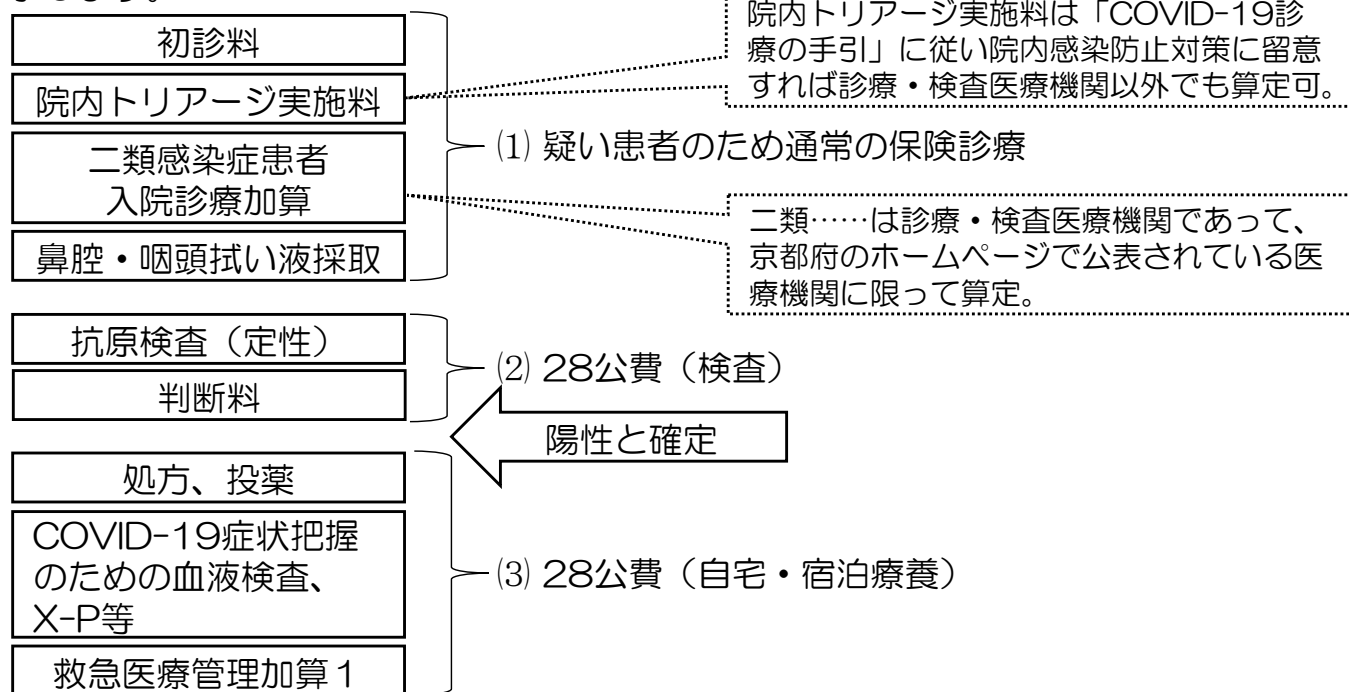 初診料
院内トリアージ実施料
二類感染症患者
入院診療加算
鼻腔・咽頭拭い液採取
⑴ 疑い患者のため通常の保険診療
院内トリアージ実施料は「COVID-19診
療の手引」に従い院内感染防止対策に留意
すれば診療・検査医療機関以外でも算定可。
二類……は診療・検査医療機関であって、
京都府のホームページで公表されている医
療機関に限って算定。
抗原検査（定性）
判断料
⑵ 28公費（検査）
陽性と確定
処方、投薬
COVID-19症状把握
のための血液検査、
X-P等
救急医療管理加算１
⑶ 28公費（自宅・宿泊療養）